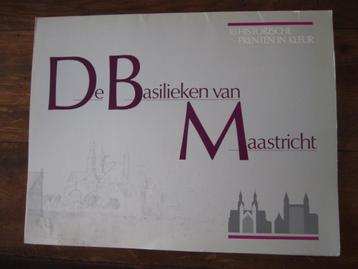 10 HISTORISCHE
PRENTEN IN KLEUR
De Basilieken van
Maastricht